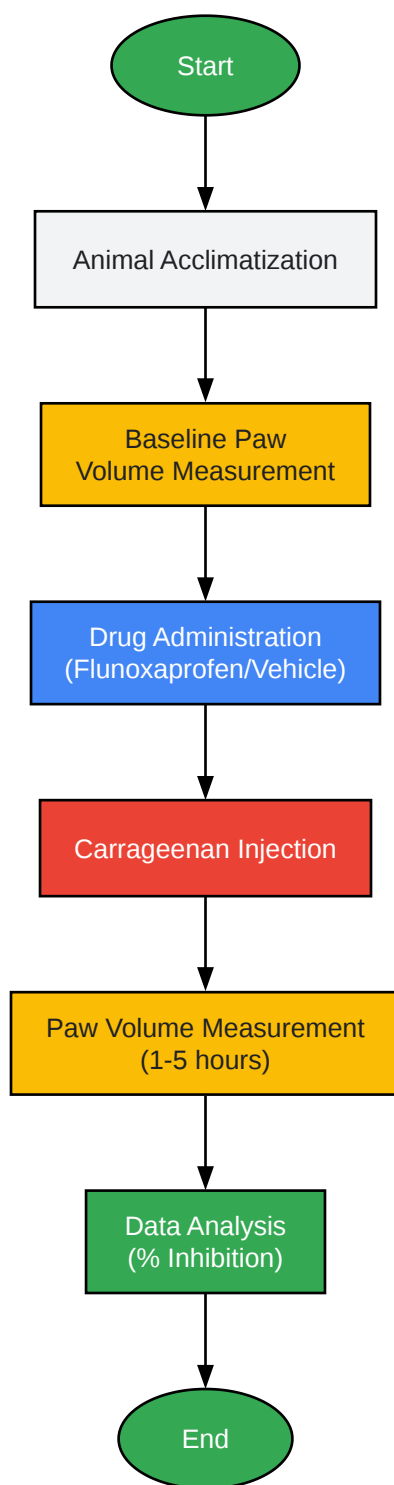 Start
Animal Acclimatization
Baseline Paw
Volume Measurement
Drug Administration
(Flunoxaprofen/Vehicle)
Carrageenan Injection
Paw Volume Measurement
(1-5 hours)
Data Analysis
(% Inhibition)
End